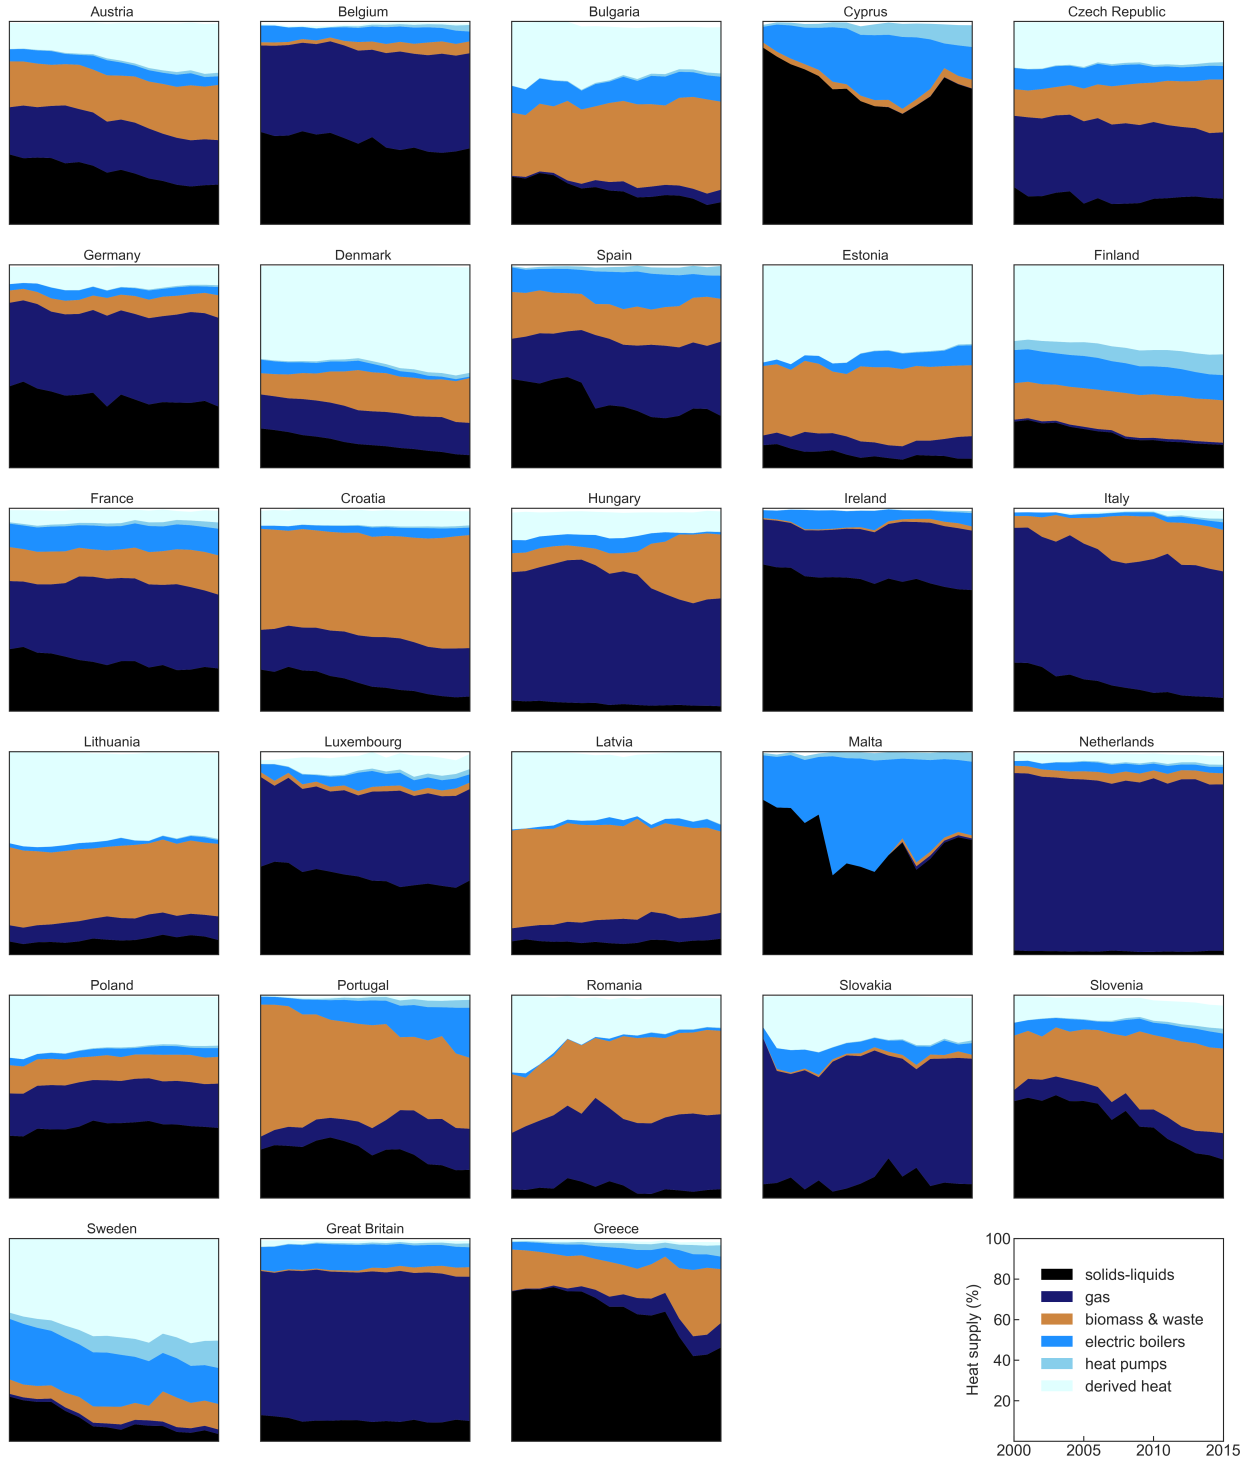 Austria
Belgium
Bulgaria
Cyprus
Czech Republic
Germany
Denmark
Spain
Estonia
Finland
France
Croatia
Hungary
Ireland
Italy
Lithuania
Luxembourg
Latvia
Malta
Netherlands
Poland
Portugal
Romania
Slovakia
Slovenia
Sweden
Great Britain
Greece
Heat supply (%)
100
80
60
40
20
solids-liquids
gas
biomass & waste
electric boilers
heat pumps
derived heat
2000
2005
2010
2015